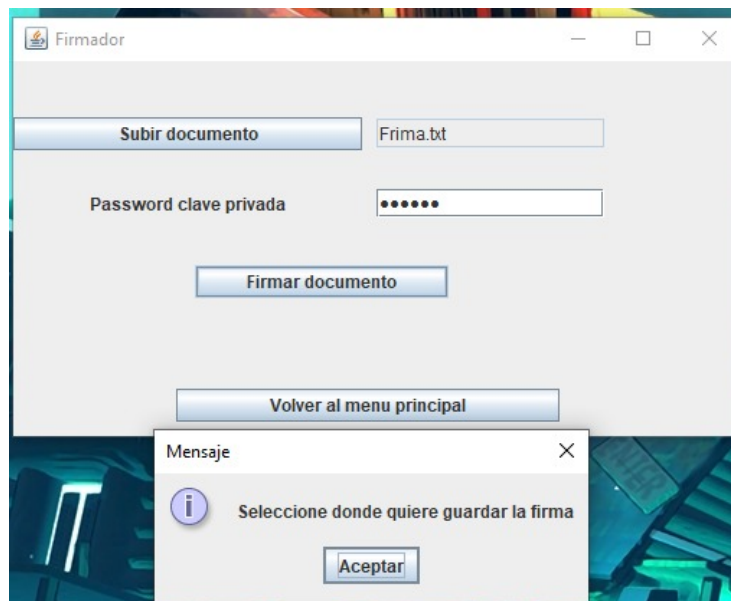 Firmador
Subir documento Frima.txt
Password clave privada ●●●●●●
Firmar documento
Volver al menu principal
Mensaje
Seleccione donde quiere guardar la firma
Aceptar